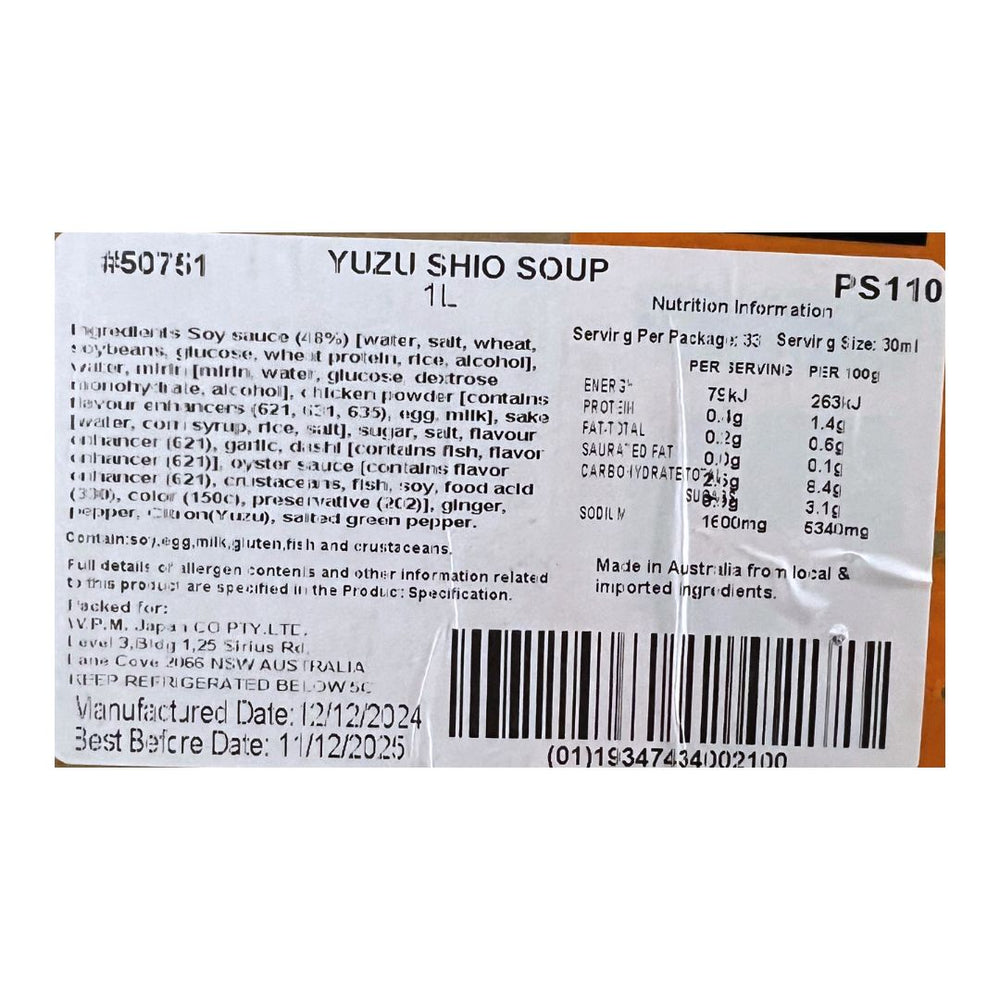 #50751
YUZU SHIO SOUP
1L
PS110
Ingredients Soy sauce (48%) [water, salt, wheat,
soybeans, glucose, wheat protein, rice, alcohol],
water, mirin [mirin, water, glucose, dextrose
monohydrate, alcohol], chicken powder [contains
flavour enhancers (621, 631, 635), egg, milk], sake
[water, corn syrup, rice, salt], sugar, salt, flavour
enhancer (621), garlic, dashi [contains fish, flavor
enhancer (621)], oyster sauce [contains flavor
enhancer (621), crustaceans, fish, soy, food acid
(330), color (150c), preservative (202)], ginger,
pepper, Citron(Yuzu), salted green pepper.
Contain:soy,egg,milk,gluten,fish and crustaceans.
Full details of allergen contents and other information related
to this product are specified in the Product Specification.
Packed for:
W.P.M. Japan CO PTY.LTD,
Level 3,Bldg 1,25 Sirius Rd,
Lane Cove 2066 NSW AUSTRALIA
KEEP REFRIGERATED BELOW 5C
Manufactured Date: 12/12/2024
Best Before Date: 11/12/2025
Nutrition Information
Serving Per Package: 33 Serving Size: 30ml
PER SERVING PER 100g
ENERGY 79kJ 263kJ
PROTEIN 0.4g 1.4g
FAT-TOTAL 0.2g 0.6g
SAURATED FAT 0.0g 0.1g
CARBOHYDRATETOTAL 2.5g 8.4g
SUGARS 0.9g 3.1g
SODIUM 1600mg 5340mg
Made in Australia from local &
imported ingredients.
(01)19347434002100